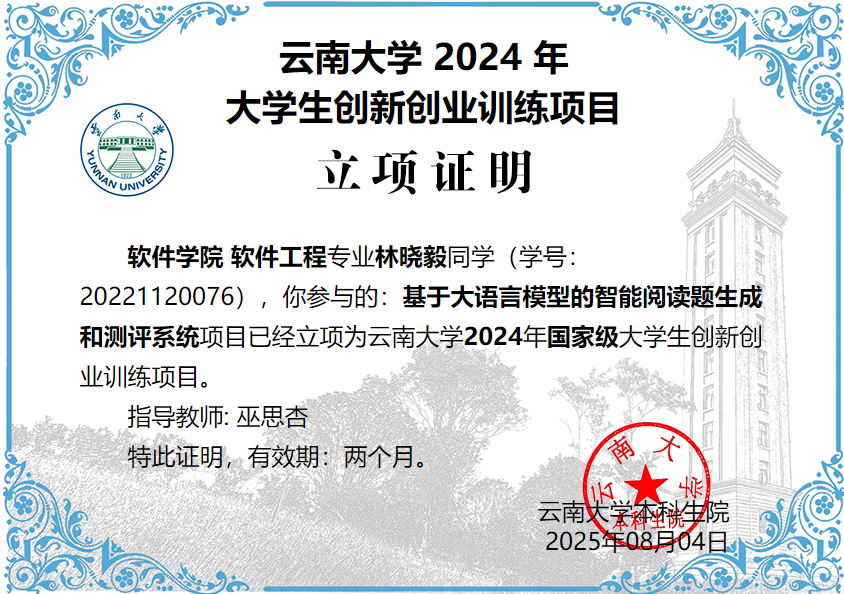 云南大学 2024 年
大学生创新创业训练项目
立项证明
云南大学
YUNNAN UNIVERSITY
1923
软件学院 软件工程专业林晓毅同学（学号：
20221120076），你参与的：基于大语言模型的智能阅读题生成
和测评系统项目已经立项为云南大学2024年国家级大学生创新创
业训练项目。
指导教师: 巫思杏
特此证明，有效期：两个月。
云南大学
本科生院
云南大学本科生院
2025年08月04日